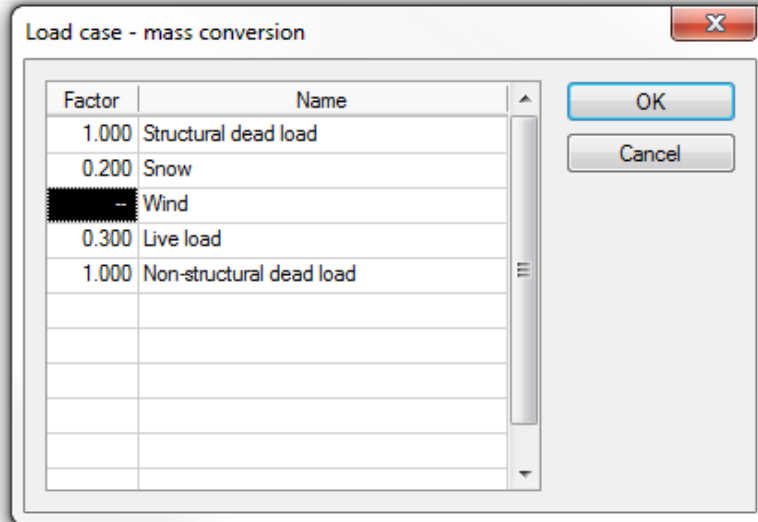 Load case - mass conversion
Factor Name
1.000 Structural dead load
0.200 Snow
-- Wind
0.300 Live load
1.000 Non-structural dead load
OK
Cancel